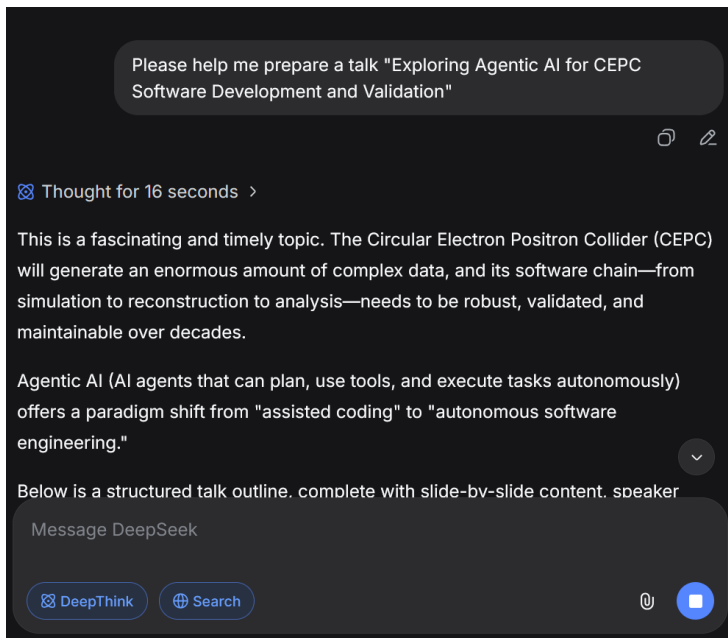 Please help me prepare a talk "Exploring Agentic AI for CEPC
Software Development and Validation"
Thought for 16 seconds
This is a fascinating and timely topic. The Circular Electron Positron Collider (CEPC)
will generate an enormous amount of complex data, and its software chain—from
simulation to reconstruction to analysis—needs to be robust, validated, and
maintainable over decades.
Agentic AI (AI agents that can plan, use tools, and execute tasks autonomously)
offers a paradigm shift from "assisted coding" to "autonomous software
engineering."
Below is a structured talk outline, complete with slide-by-slide content, speaker
Message DeepSeek
DeepThink
Search